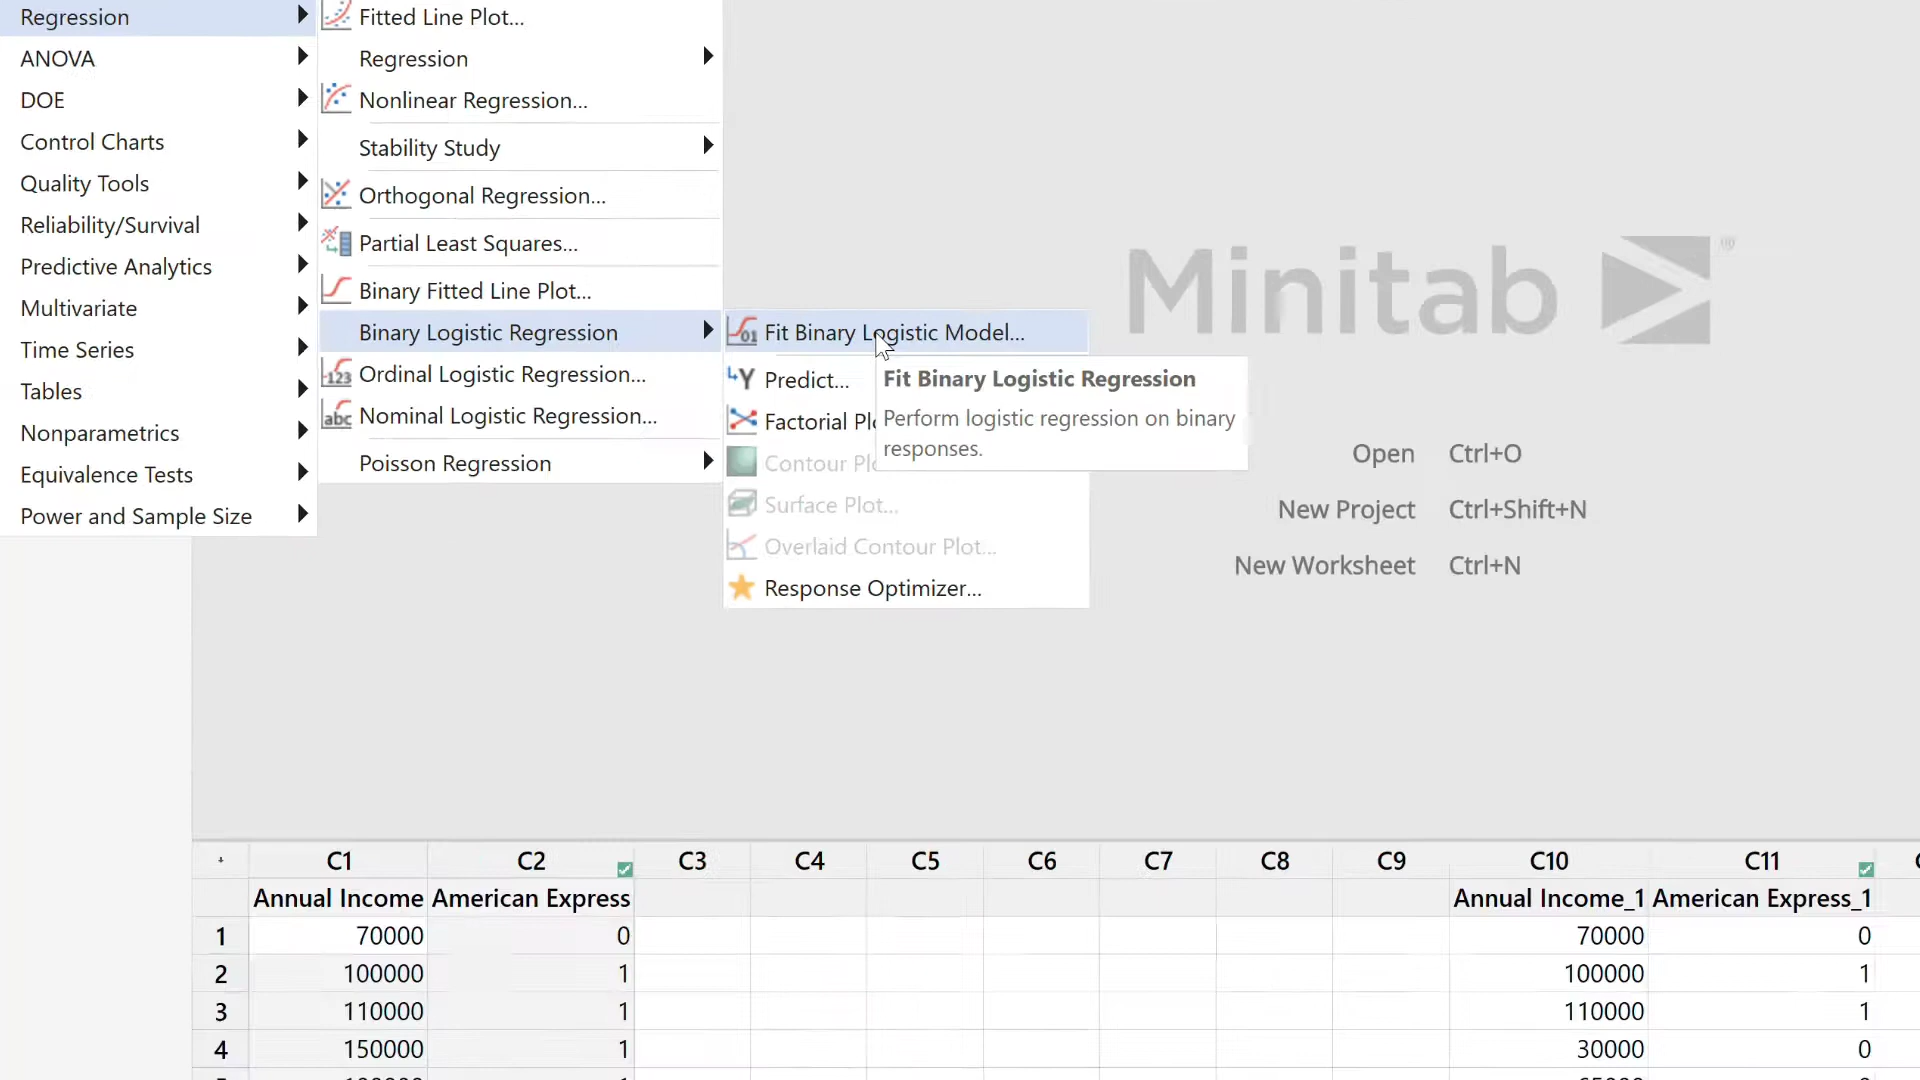 Regression
ANOVA
DOE
Control Charts
Quality Tools
Reliability/Survival
Predictive Analytics
Multivariate
Time Series
Tables
Nonparametrics
Equivalence Tests
Power and Sample Size
Fitted Line Plot...
Regression
Nonlinear Regression...
Stability Study
Orthogonal Regression...
Partial Least Squares...
Binary Fitted Line Plot...
Binary Logistic Regression
Ordinal Logistic Regression...
Nominal Logistic Regression...
Poisson Regression
Fit Binary Logistic Model...
Predict...
Factorial
Contour
Surface Plot...
Overlaid Contour Plot...
Response Optimizer...
Fit Binary Logistic Regression
Perform logistic regression on binary
responses.
Minitab ®
Open Ctrl+O
New Project Ctrl+Shift+N
New Worksheet Ctrl+N
C1 C2 C3 C4 C5 C6 C7 C8 C9 C10 C11
Annual Income American Express Annual Income_1 American Express_1
1 70000 0 70000 0
2 100000 1 100000 1
3 110000 1 110000 1
4 150000 1 30000 0